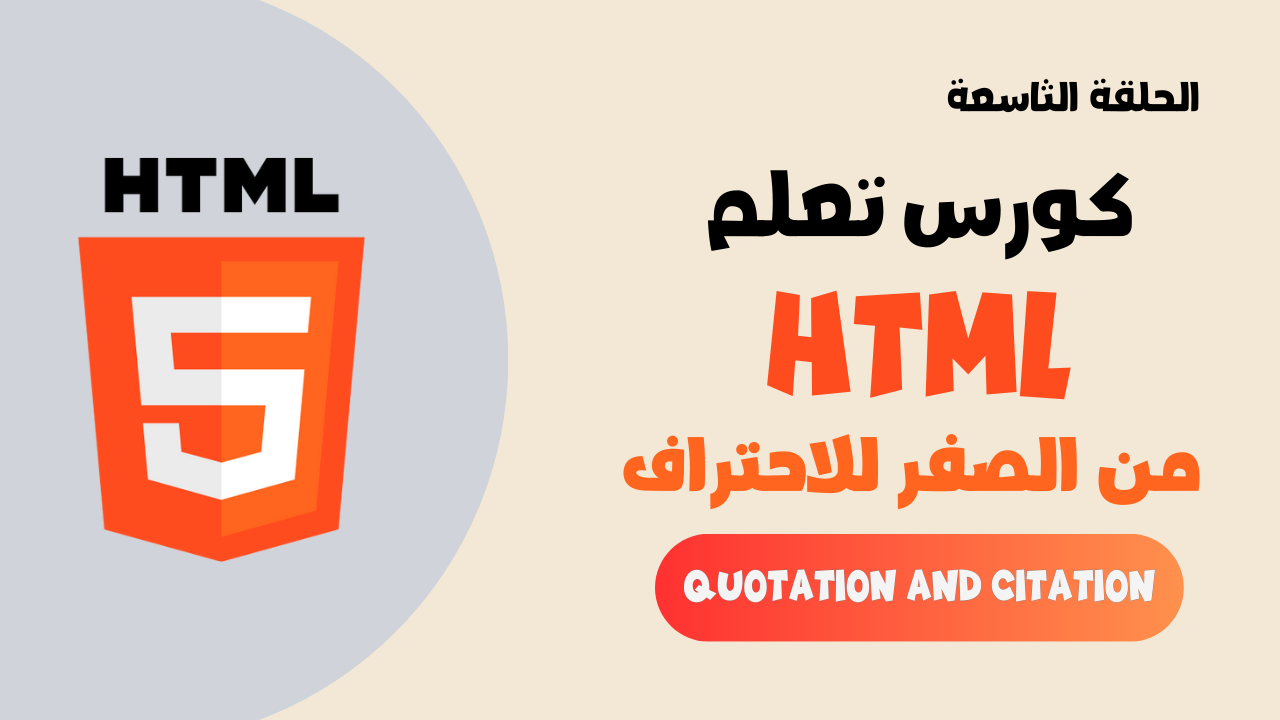 الحلقة التاسعة
كورس تعلم
HTML
من الصفر للاحتراف
QUOTATION AND CITATION
HTML
5